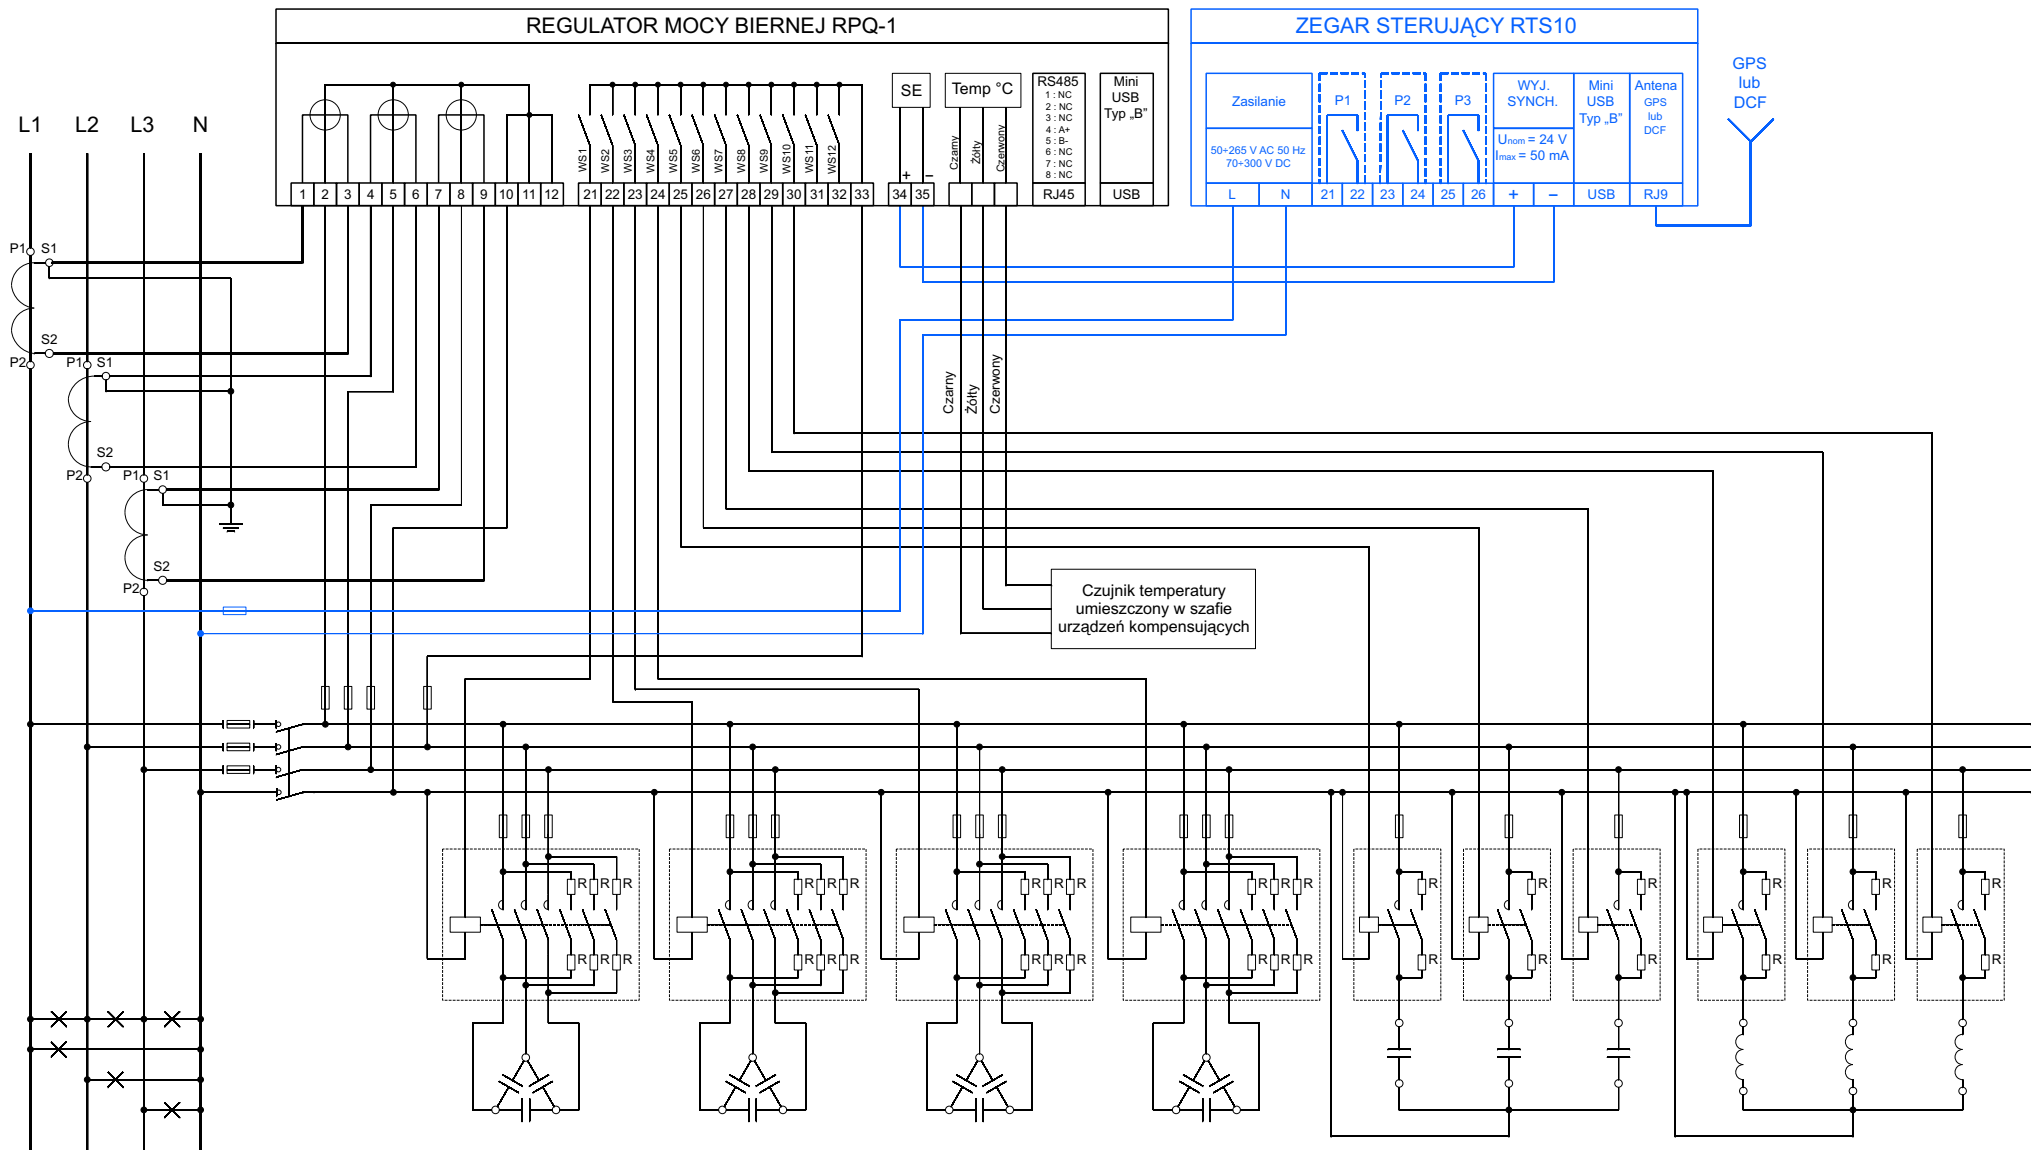 REGULATOR MOCY BIERNEJ RPQ-1
ZEGAR STERUJĄCY RTS10
GPS
lub
DCF
L1 L2 L3 N
WS1 WS2 WS3 WS4 WS5 WS6 WS7 WS8 WS9 WS10 WS11 WS12
SE
+ −
Temp °C
Czarny Żółty Czerwony
RS485
1 : NC
2 : NC
3 : NC
4 : A+
5 : B-
6 : NC
7 : NC
8 : NC
Mini
USB
Typ „B”
Zasilanie
50÷265 V AC 50 Hz
70÷300 V DC
P1 P2 P3
WYJ.
SYNCH.
Unom = 24 V
Imax = 50 mA
Mini
USB
Typ „B”
Antena
GPS
lub
DCF
1 2 3 4 5 6 7 8 9 10 11 12
21 22 23 24 25 26 27 28 29 30 31 32 33
34 35
RJ45
USB
L N 21 22 23 24 25 26 + − USB RJ9
P1 S1
S2
P2
P1 S1
S2
P2
P1 S1
S2
P2
Czarny Żółty Czerwony
Czujnik temperatury
umieszczony w szafie
urządzeń kompensujących
R R R R R R R R R R R R R R R R R R
R R R R R R R R R R R R R R R R R R